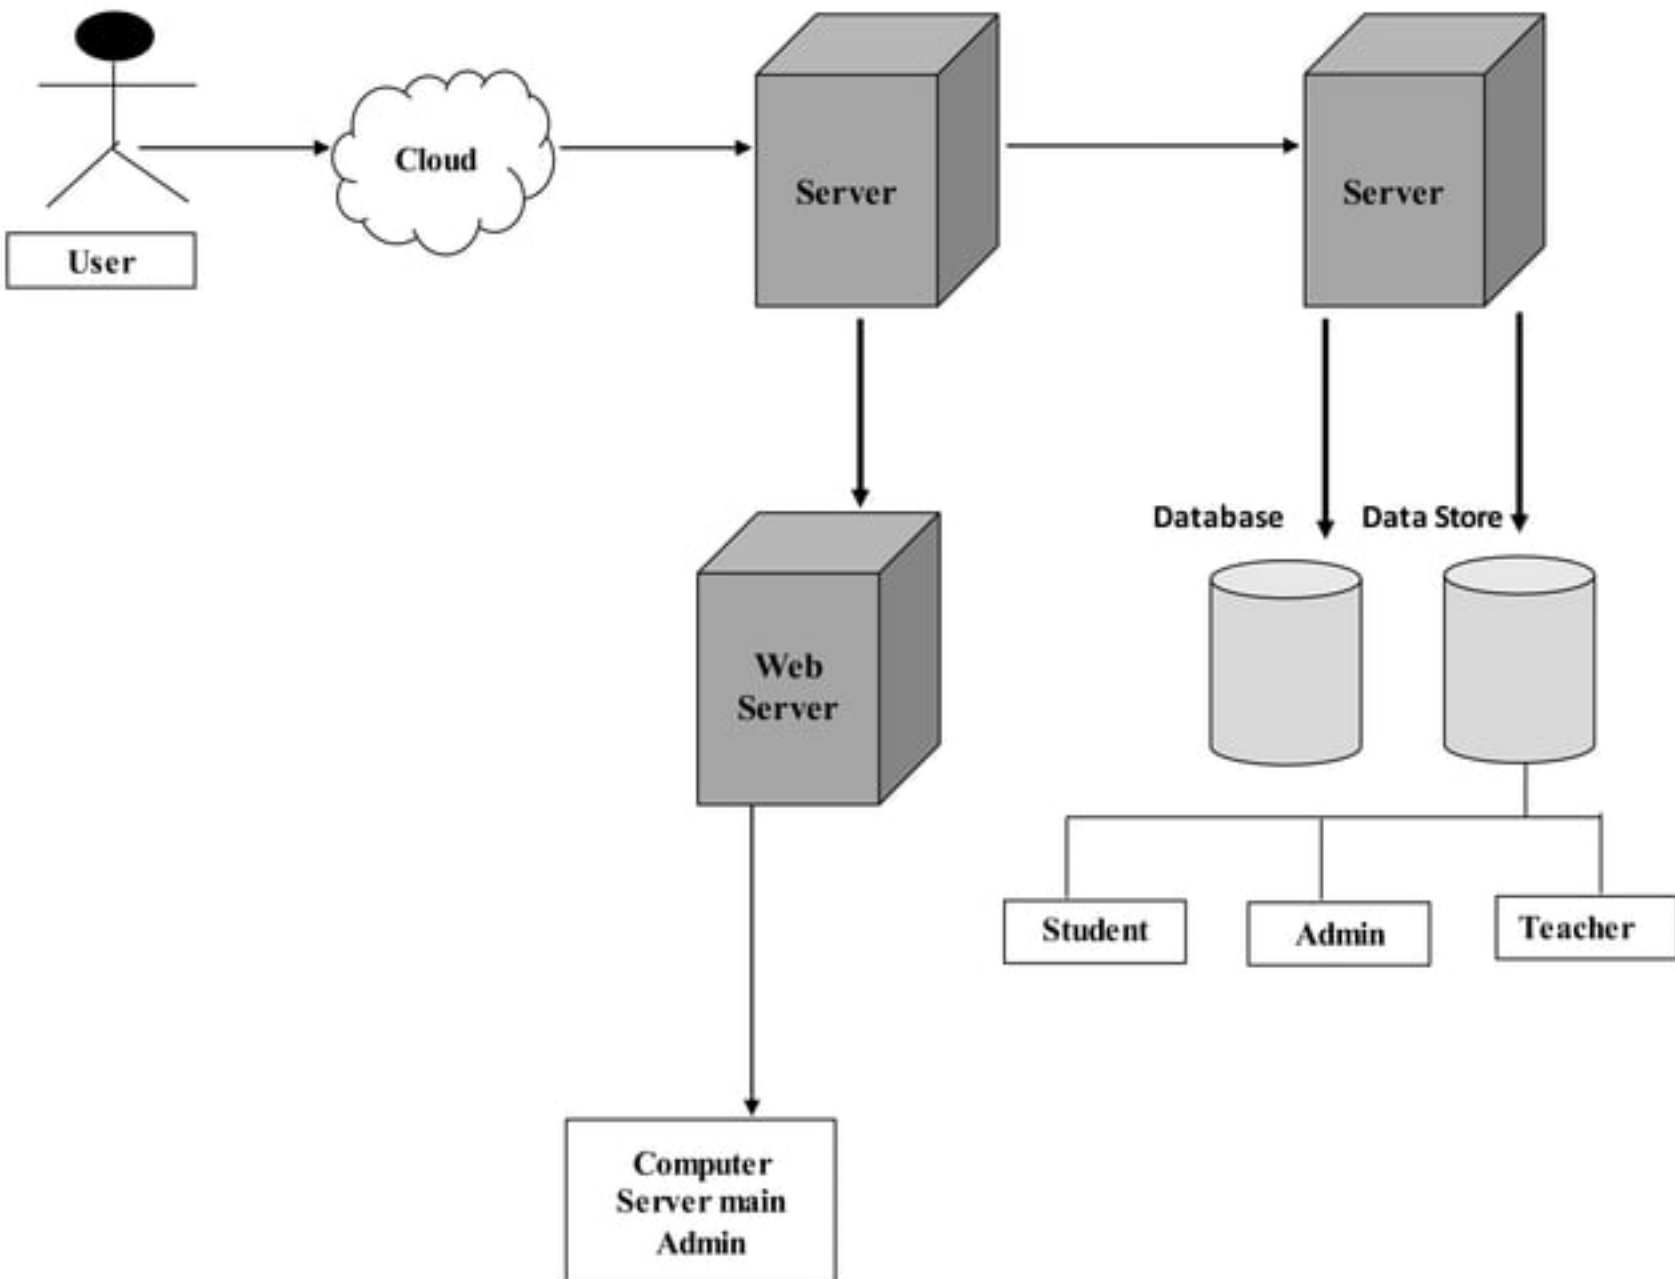 Cloud
Server
Server
User
Database
Data Store
Web
Server
Student
Admin
Teacher
Computer
Server main
Admin